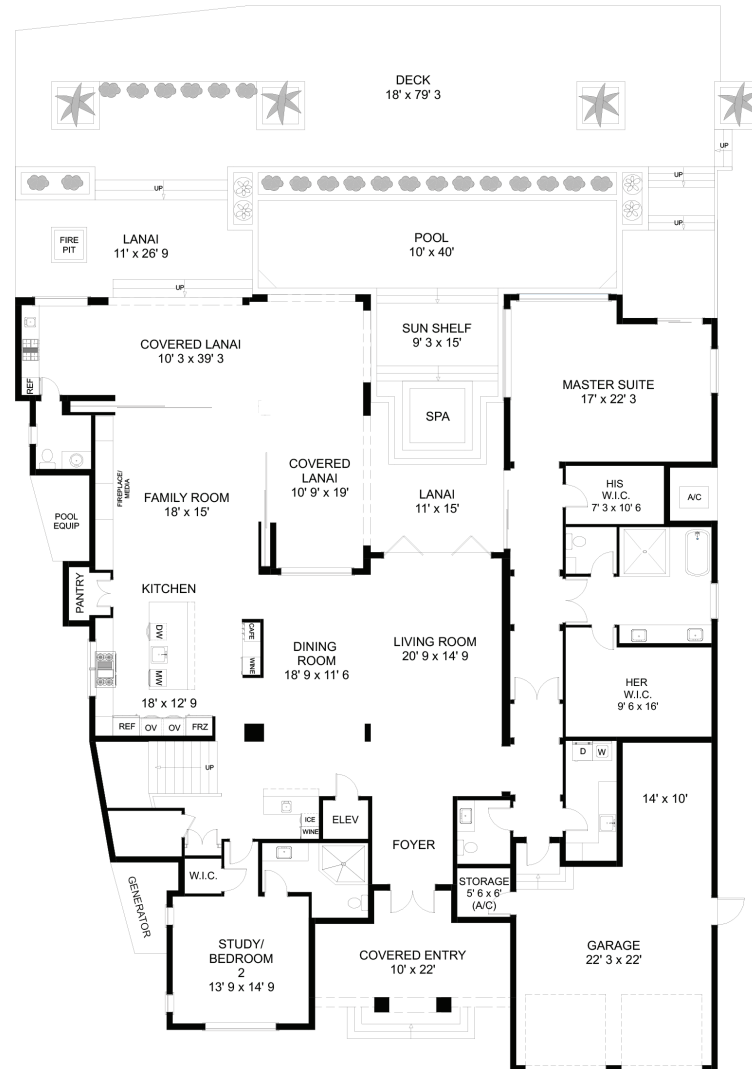 DECK
18' x 79' 3
UP
UP
UP
FIRE
PIT
LANAI
11' x 26' 9
POOL
10' x 40'
UP
UP
COVERED LANAI
10' 3 x 39' 3
SUN SHELF
9' 3 x 15'
REF
MASTER SUITE
17' x 22' 3
SPA
FIREPLACE/
MEDIA
FAMILY ROOM
18' x 15'
COVERED
LANAI
10' 9' x 19'
LANAI
11' x 15'
HIS
W.I.C.
7' 3 x 10' 6
A/C
POOL
EQUIP
PANTRY
KITCHEN
DW
MW
18' x 12' 9
CAFE
WINE
DINING
ROOM
18' 9 x 11' 6
LIVING ROOM
20' 9 x 14' 9
HER
W.I.C.
9' 6 x 16'
REF
OV
OV
FRZ
UP
D
W
14' x 10'
ICE
WINE
ELEV
FOYER
W.I.C.
STORAGE
5' 6 x 6'
(A/C)
GENERATOR
STUDY/
BEDROOM
2
13' 9 x 14' 9
COVERED ENTRY
10' x 22'
GARAGE
22' 3 x 22'